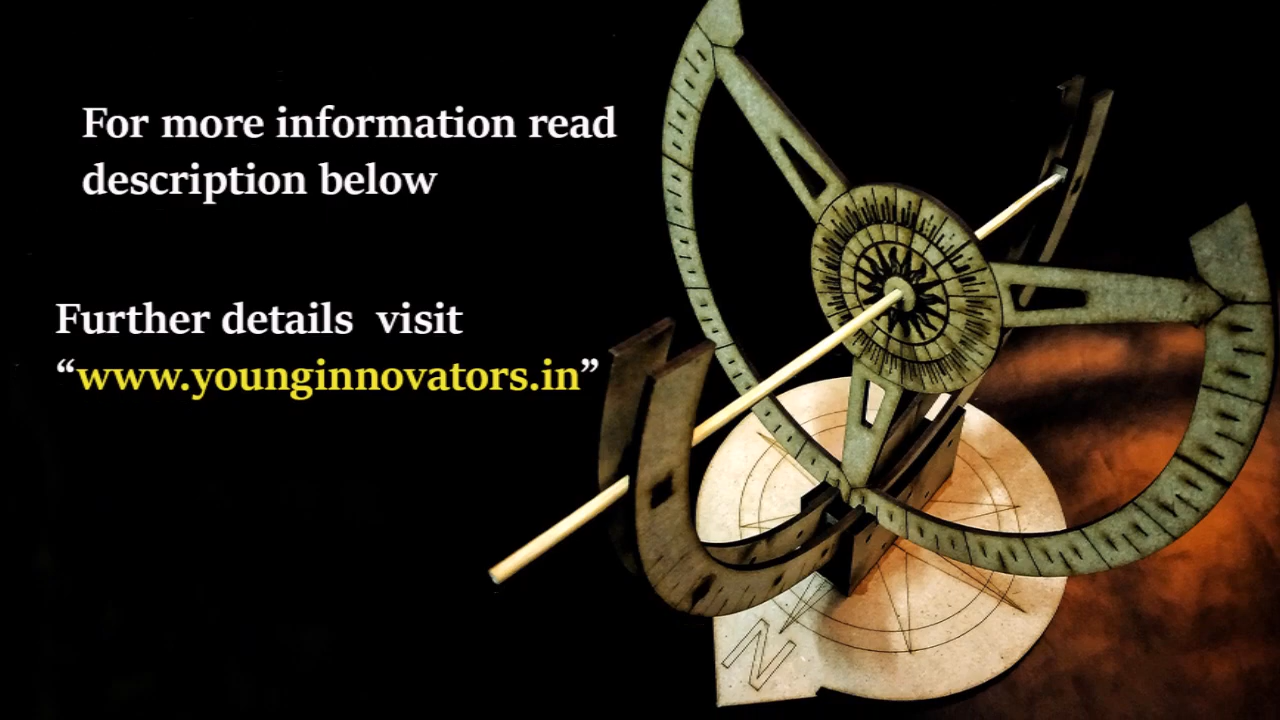 For more information read
description below
Further details  visit
“www.younginnovators.in”
N